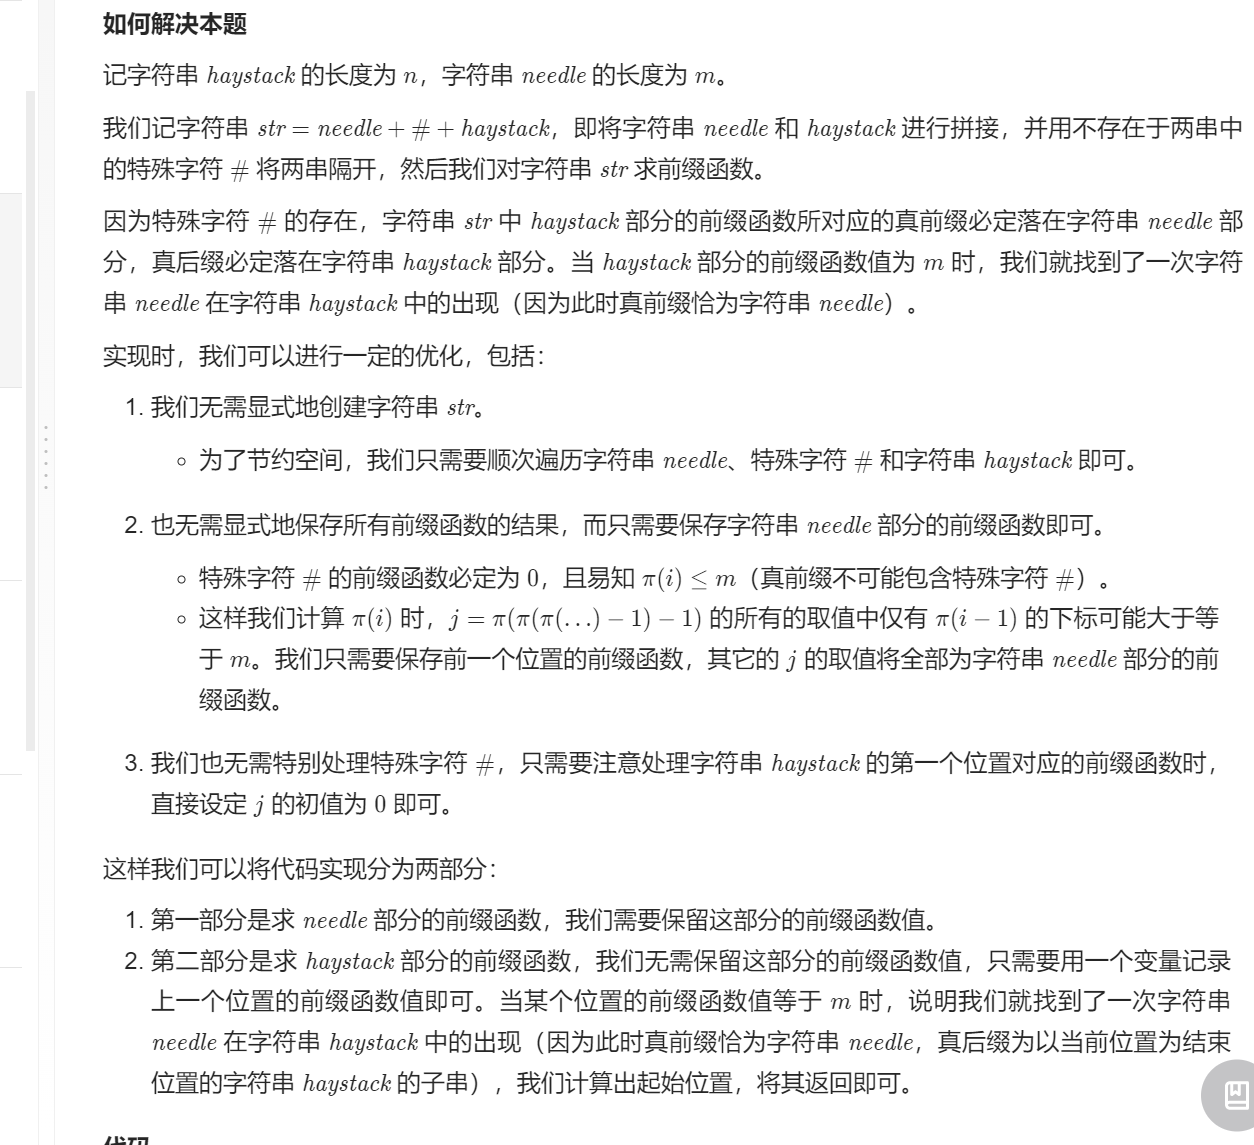 如何解决本题
记字符串 haystack 的长度为 n，字符串 needle 的长度为 m。
我们记字符串 str = needle + # + haystack，即将字符串 needle 和 haystack 进行拼接，并用不存在于两串中
的特殊字符 # 将两串隔开，然后我们对字符串 str 求前缀函数。
因为特殊字符 # 的存在，字符串 str 中 haystack 部分的前缀函数所对应的真前缀必定落在字符串 needle 部
分，真后缀必定落在字符串 haystack 部分。当 haystack 部分的前缀函数值为 m 时，我们就找到了一次字符
串 needle 在字符串 haystack 中的出现（因为此时真前缀恰为字符串 needle）。
实现时，我们可以进行一定的优化，包括：
1. 我们无需显式地创建字符串 str。
◦ 为了节约空间，我们只需要顺次遍历字符串 needle、特殊字符 # 和字符串 haystack 即可。
2. 也无需显式地保存所有前缀函数的结果，而只需要保存字符串 needle 部分的前缀函数即可。
◦ 特殊字符 # 的前缀函数必定为 0，且易知 π(i) ≤ m（真前缀不可能包含特殊字符 #）。
◦ 这样我们计算 π(i) 时，j = π(π(π(…) − 1) − 1) 的所有的取值中仅有 π(i − 1) 的下标可能大于等
于 m。我们只需要保存前一个位置的前缀函数，其它的 j 的取值将全部为字符串 needle 部分的前
缀函数。
3. 我们也无需特别处理特殊字符 #，只需要注意处理字符串 haystack 的第一个位置对应的前缀函数时，
直接设定 j 的初值为 0 即可。
这样我们可以将代码实现分为两部分：
1. 第一部分是求 needle 部分的前缀函数，我们需要保留这部分的前缀函数值。
2. 第二部分是求 haystack 部分的前缀函数，我们无需保留这部分的前缀函数值，只需要用一个变量记录
上一个位置的前缀函数值即可。当某个位置的前缀函数值等于 m 时，说明我们就找到了一次字符串
needle 在字符串 haystack 中的出现（因为此时真前缀恰为字符串 needle，真后缀为以当前位置为结束
位置的字符串 haystack 的子串），我们计算出起始位置，将其返回即可。